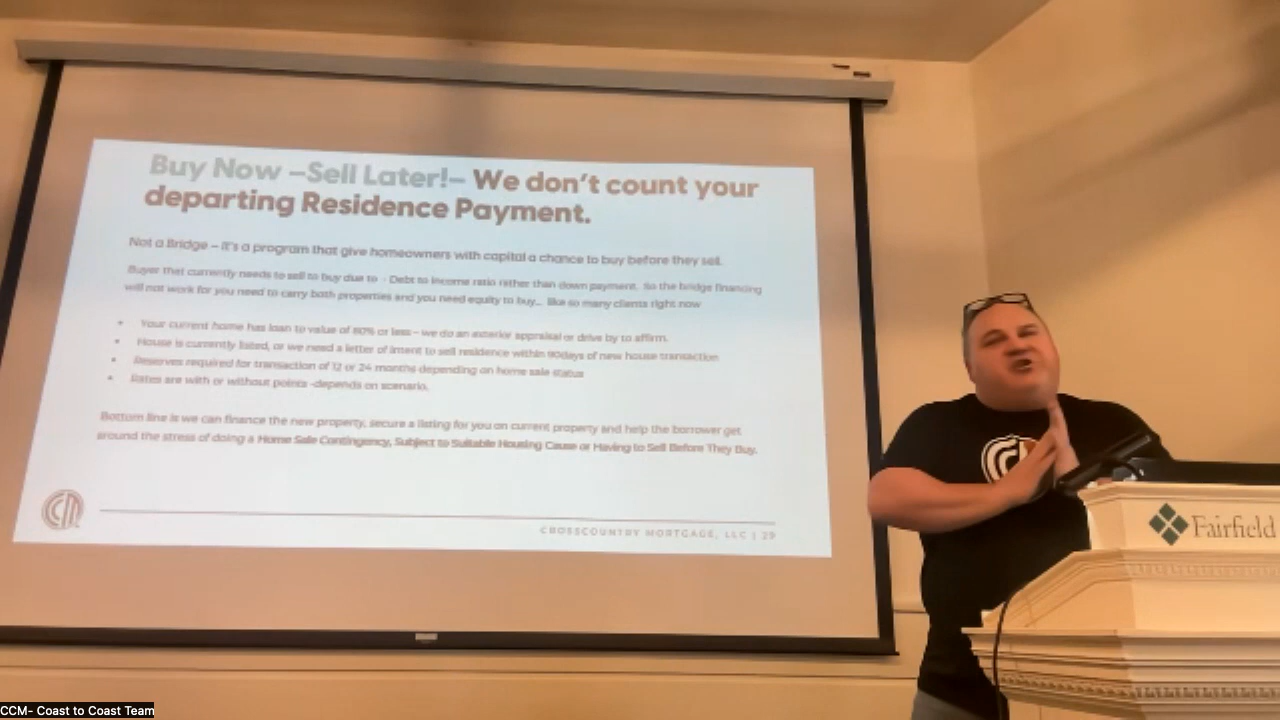 Buy Now –Sell Later!– We don't count your
departing Residence Payment.
Not a Bridge – It's a program that give homeowners with capital a chance to buy before they sell.
Buyer that currently needs to sell to buy due to - Debt to income ratio rather than down payment. So the bridge financing
will not work for you need to carry both properties and you need equity to buy... like so many clients right now
• Your current home has loan to value of 80% or less – we do an exterior appraisal or drive by to affirm.
• House is currently listed, or we need a letter of intent to sell residence within 90days of new house transaction
• Reserves required for transaction of 12 or 24 months depending on home sale status
• Rates are with or without points -depends on scenario.
Bottom line is we can finance the new property, secure a listing for you on current property and help the borrower get
around the stress of doing a Home Sale Contingency, Subject to Suitable Housing Cause or Having to Sell Before They Buy.
CROSSCOUNTRY MORTGAGE, LLC | 29
Fairfield
CCM- Coast to Coast Team